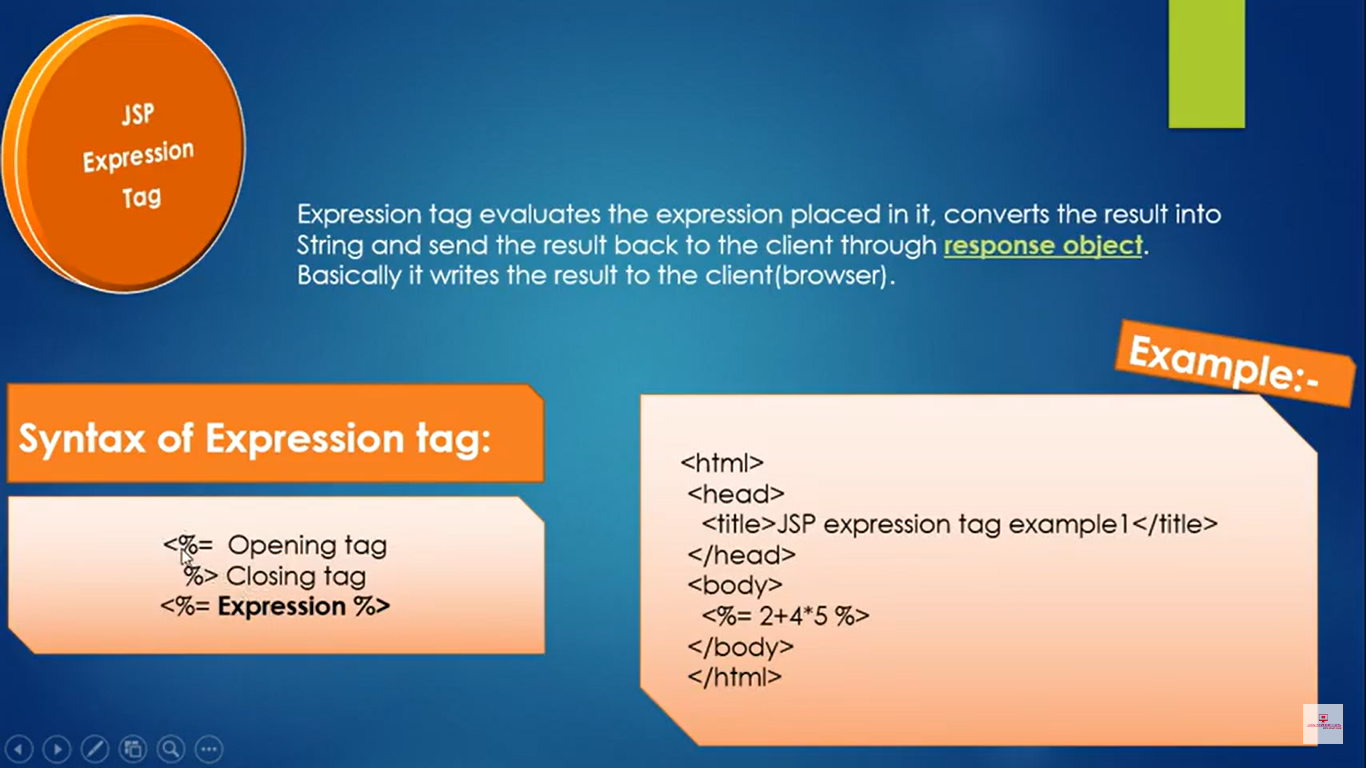 JSP
Expression
Tag
Expression tag evaluates the expression placed in it, converts the result into
String and send the result back to the client through response object.
Basically it writes the result to the client(browser).
Example:-
Syntax of Expression tag:
<%= Opening tag
%> Closing tag
<%= Expression %>
<html>
<head>
<title>JSP expression tag example1</title>
</head>
<body>
<%= 2+4*5 %>
</body>
</html>